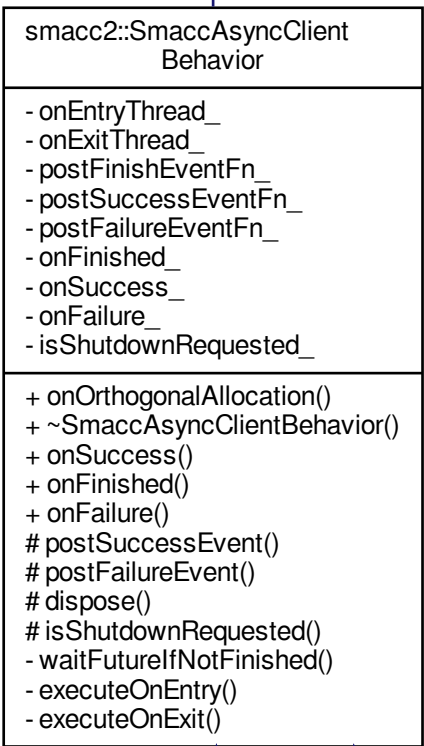 smacc2::SmaccAsyncClient
Behavior
- onEntryThread_
- onExitThread_
- postFinishEventFn_
- postSuccessEventFn_
- postFailureEventFn_
- onFinished_
- onSuccess_
- onFailure_
- isShutdownRequested_
+ onOrthogonalAllocation()
+ ~SmaccAsyncClientBehavior()
+ onSuccess()
+ onFinished()
+ onFailure()
# postSuccessEvent()
# postFailureEvent()
# dispose()
# isShutdownRequested()
- waitFutureIfNotFinished()
- executeOnEntry()
- executeOnExit()